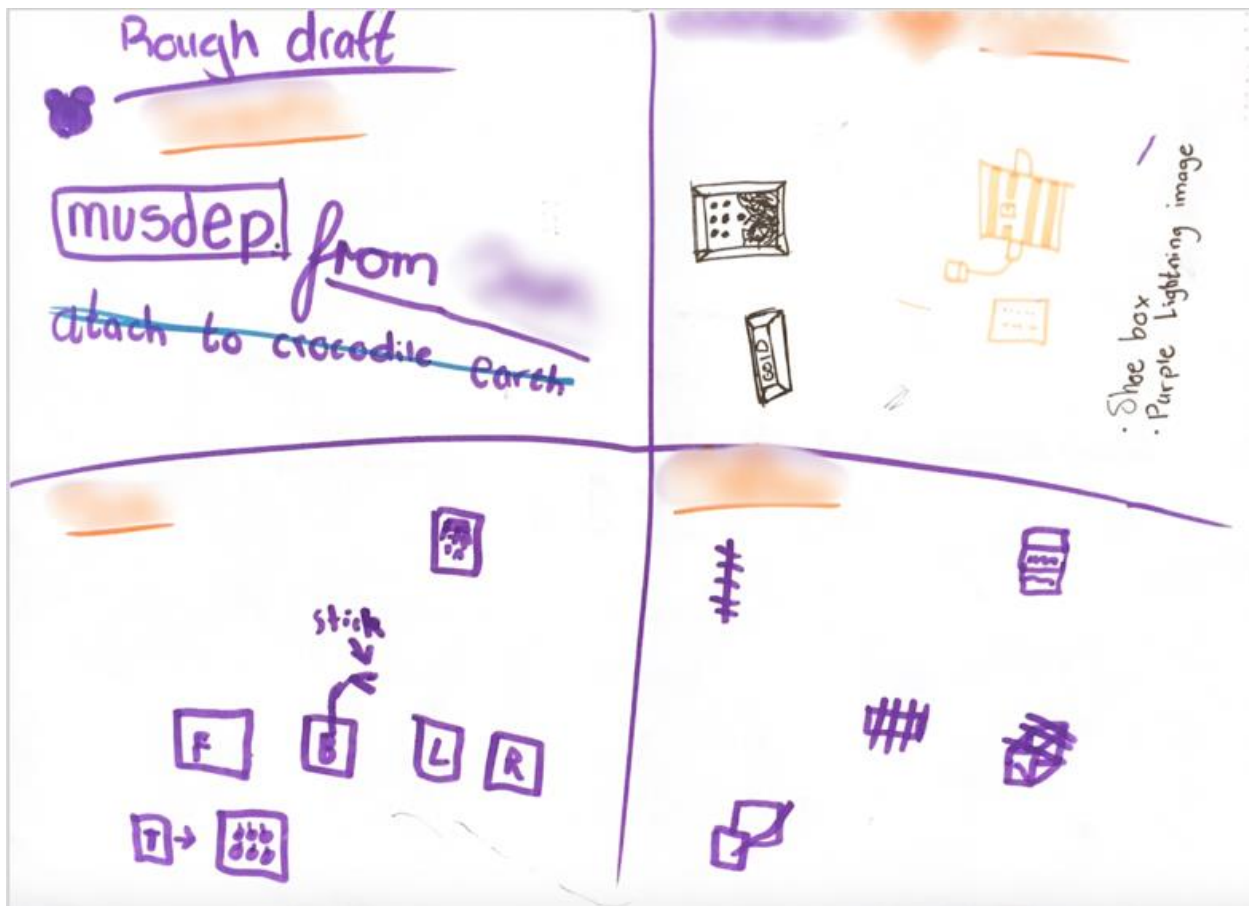 Rough draft
musdep.
from
atach to crocodile earth
GOLD
· Shoe box
· Purple Lightning image
stick
F B L R
T